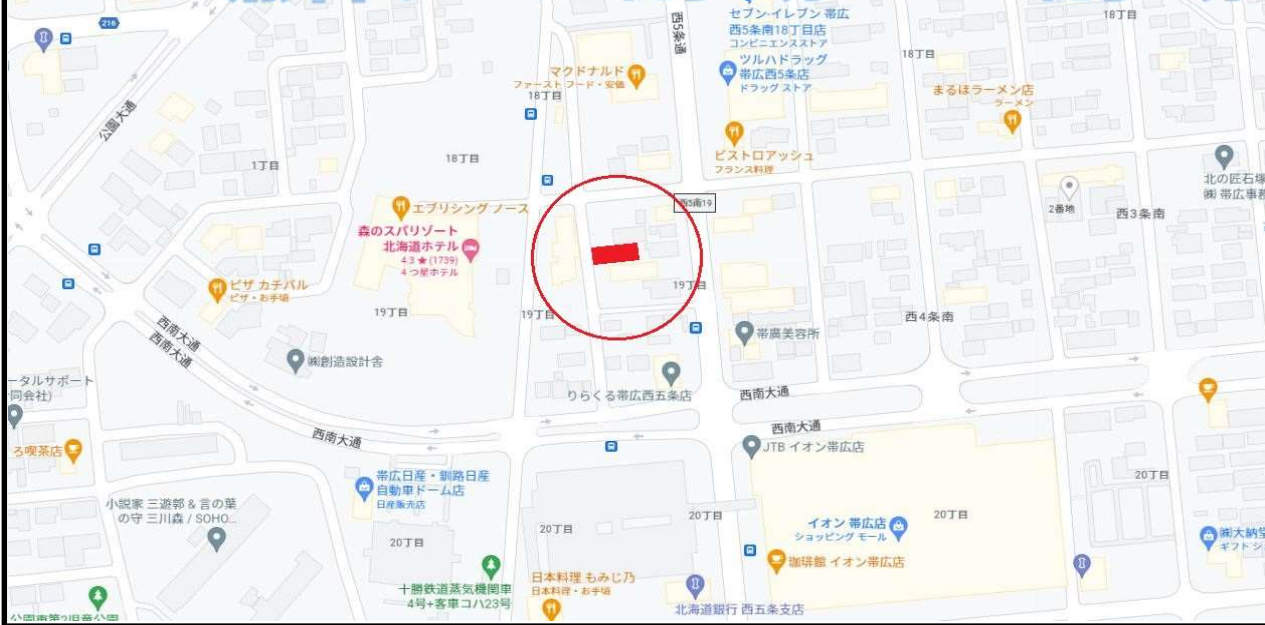 216
公園大通
1丁目
18丁目
マクドナルド
ファースト フード・安価
18丁目
西5条通
セブン-イレブン 帯広
西5条南18丁目店
コンビニエンスストア
ツルハドラッグ
帯広西5条店
ドラッグ ストア
ビストロアッシュ
フランス料理
18丁目
18丁目
まるほラーメン店
ラーメン
北の匠石塚
㈱ 帯広事務
2番地
西3条南
エブリシング ノース
森のスパリゾート
北海道ホテル
4.3 ★ (1739)
4 つ星ホテル
西5南19
ピザ カチバル
ピザ・お手頃
19丁目
19丁目
19丁目
西4条南
帯廣美容所
西南大通
西南大通
㈱創造設計舎
ータルサポート
同会社)
りらくる帯広西五条店
西南大通
西南大通
西南大通
JTB イオン帯広店
ろ喫茶店
帯広日産・釧路日産
自動車ドーム店
日産販売店
小説家 三遊郭 & 言の葉
の守 三川森 / SOHO...
20丁目
20丁目
20丁目
20丁目
20丁目
イオン 帯広店
ショッピング モール
珈琲館 イオン帯広店
㈱大納堂
ギフト シ
十勝鉄道蒸気機関車
4号+客車コハ23号
日本料理 もみじ乃
日本料理・お手頃
北海道銀行 西五条支店
公園東第2児童公園